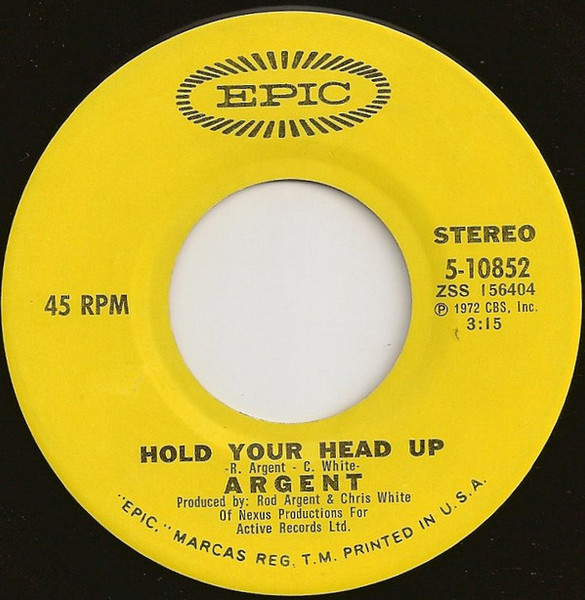 EPIC
STEREO
5-10852
ZSS 156404
℗ 1972 CBS, Inc.
3:15
45 RPM
HOLD YOUR HEAD UP
-R. Argent - C. White-
ARGENT
Produced by: Rod Argent & Chris White
Of Nexus Productions For
Active Records Ltd.
"EPIC," MARCAS REG. T.M. PRINTED IN U.S.A.